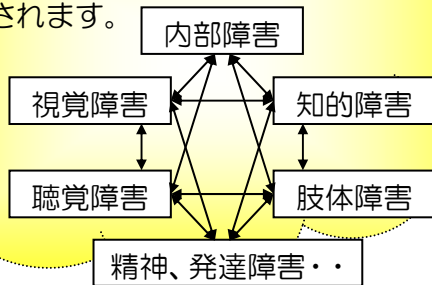 されます。
内部障害
視覚障害 知的障害
聴覚障害 肢体障害
精神、発達障害・・